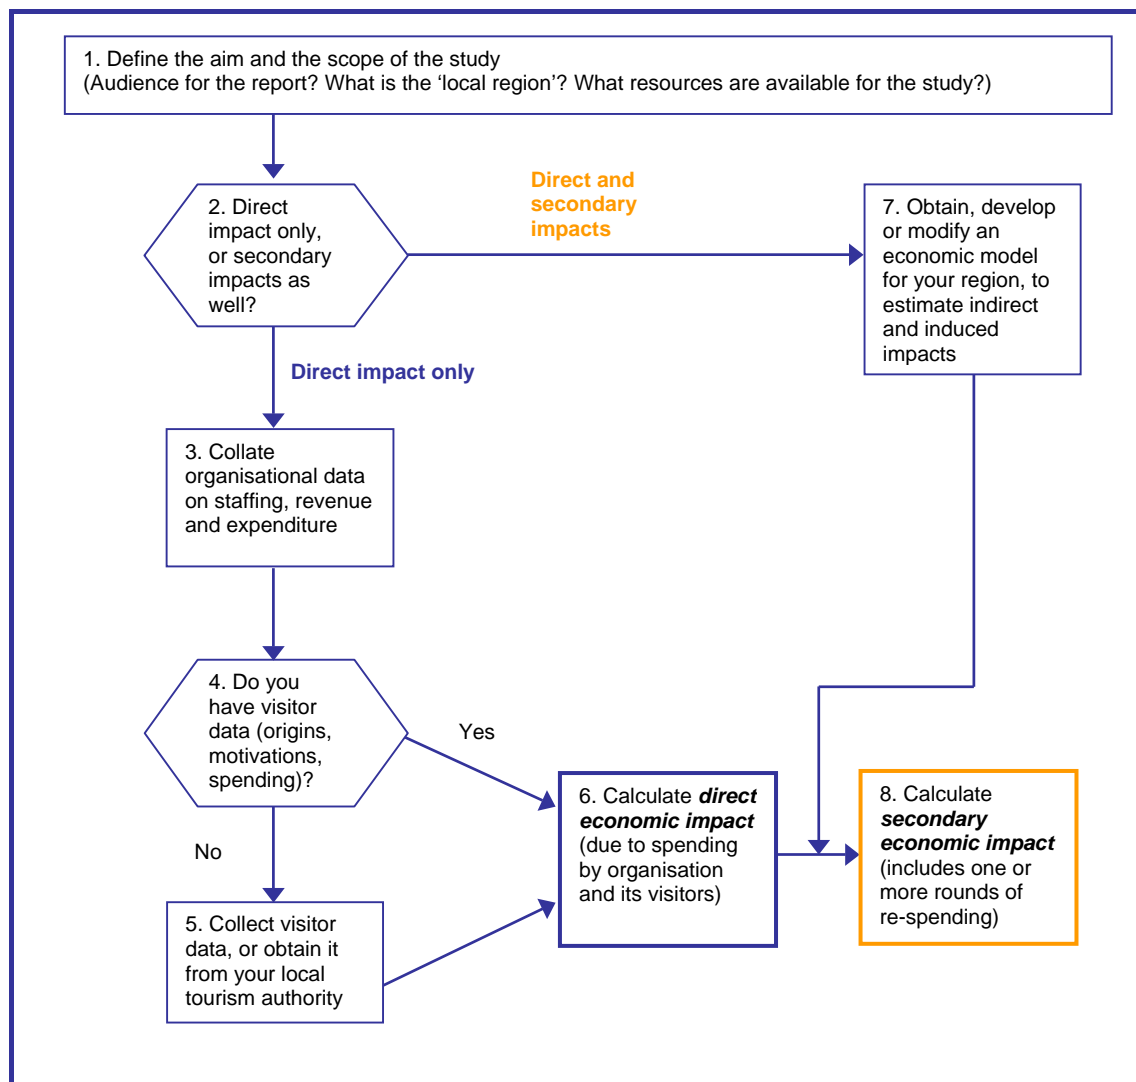 1. Define the aim and the scope of the study
(Audience for the report? What is the ‘local region’? What resources are available for the study?)
2. Direct
impact only,
or secondary
impacts as
well?
Direct and
secondary
impacts
7. Obtain, develop
or modify an
economic model
for your region, to
estimate indirect
and induced
impacts
Direct impact only
3. Collate
organisational data
on staffing, revenue
and expenditure
4. Do you
have visitor
data (origins,
motivations,
spending)?
Yes
No
5. Collect visitor
data, or obtain it
from your local
tourism authority
6. Calculate direct
economic impact
(due to spending
by organisation
and its visitors)
8. Calculate
secondary
economic impact
(includes one or
more rounds of
re-spending)